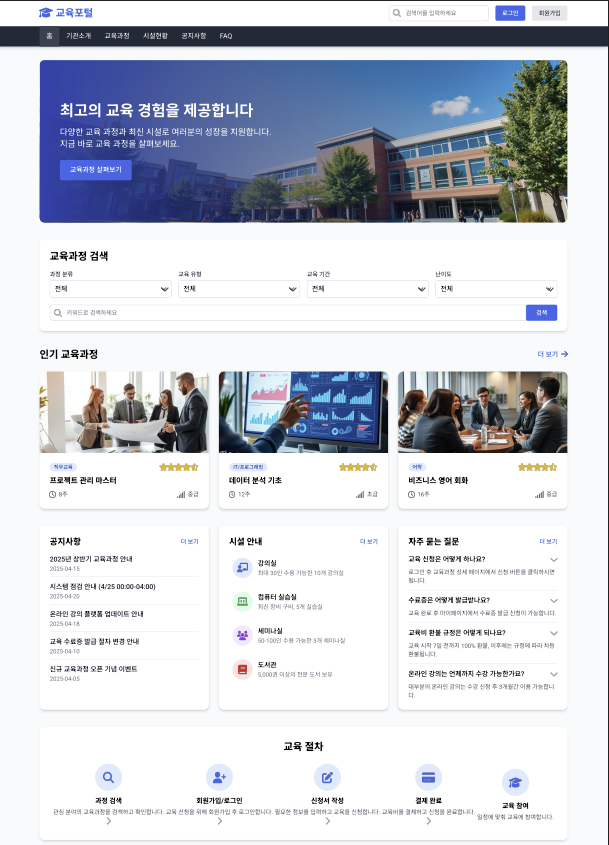 교육포털
검색어를 입력하세요
로그인
회원가입
홈
기관소개
교육과정
시설현황
공지사항
FAQ
최고의 교육 경험을 제공합니다
다양한 교육 과정과 최신 시설로 여러분의 성장을 지원합니다.
지금 바로 교육 과정을 살펴보세요.
교육과정 살펴보기
교육과정 검색
과정 분류
교육 유형
교육 기간
난이도
전체
전체
전체
전체
키워드로 검색하세요
검색
인기 교육과정
더 보기
직무교육
프로젝트 관리 마스터
8주
중급
IT/프로그래밍
데이터 분석 기초
12주
초급
어학
비즈니스 영어 회화
16주
중급
공지사항
더 보기
2025년 상반기 교육과정 안내
2025-04-15
시스템 점검 안내 (4/25 00:00-04:00)
2025-04-20
온라인 강의 플랫폼 업데이트 안내
2025-04-18
교육 수료증 발급 절차 변경 안내
2025-04-10
신규 교육과정 오픈 기념 이벤트
2025-04-05
시설 안내
더 보기
강의실
최대 30인 수용 가능한 10개 강의실
컴퓨터 실습실
최신 장비 구비, 5개 실습실
세미나실
50-100인 수용 가능한 3개 세미나실
도서관
5,000권 이상의 전문 도서 보유
자주 묻는 질문
더 보기
교육 신청은 어떻게 하나요?
로그인 후 교육과정 상세 페이지에서 신청 버튼을 클릭하시면
됩니다.
수료증은 어떻게 발급받나요?
교육 완료 후 마이페이지에서 수료증 발급 신청이 가능합니다.
교육비 환불 규정은 어떻게 되나요?
교육 시작 7일 전까지 100% 환불, 이후에는 규정에 따라 차등
환불됩니다.
온라인 강의는 언제까지 수강 가능한가요?
대부분의 온라인 강의는 수강 신청 후 3개월간 이용 가능합니
다.
교육 절차
과정 검색
관심 분야의 교육과정을 검색하고 확인합니다.
회원가입/로그인
교육 신청을 위해 회원가입 후 로그인합니다.
신청서 작성
필요한 정보를 입력하고 교육을 신청합니다.
결제 완료
교육비를 결제하고 신청을 완료합니다.
교육 참여
일정에 맞춰 교육에 참여합니다.